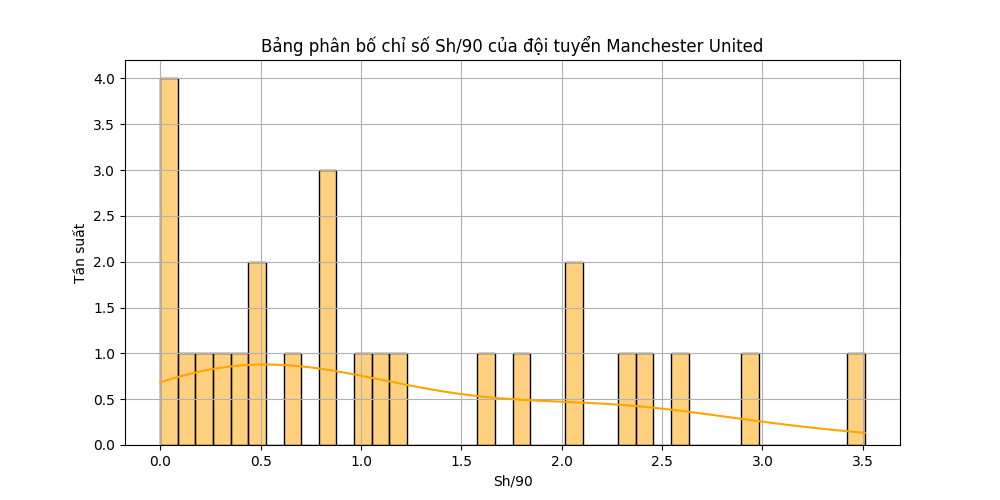 Bảng phân bố chỉ số Sh/90 của đội tuyển Manchester United
4.0
3.5
3.0
2.5
2.0
1.5
1.0
0.5
0.0
Tần suất
0.0 0.5 1.0 1.5 2.0 2.5 3.0 3.5
Sh/90